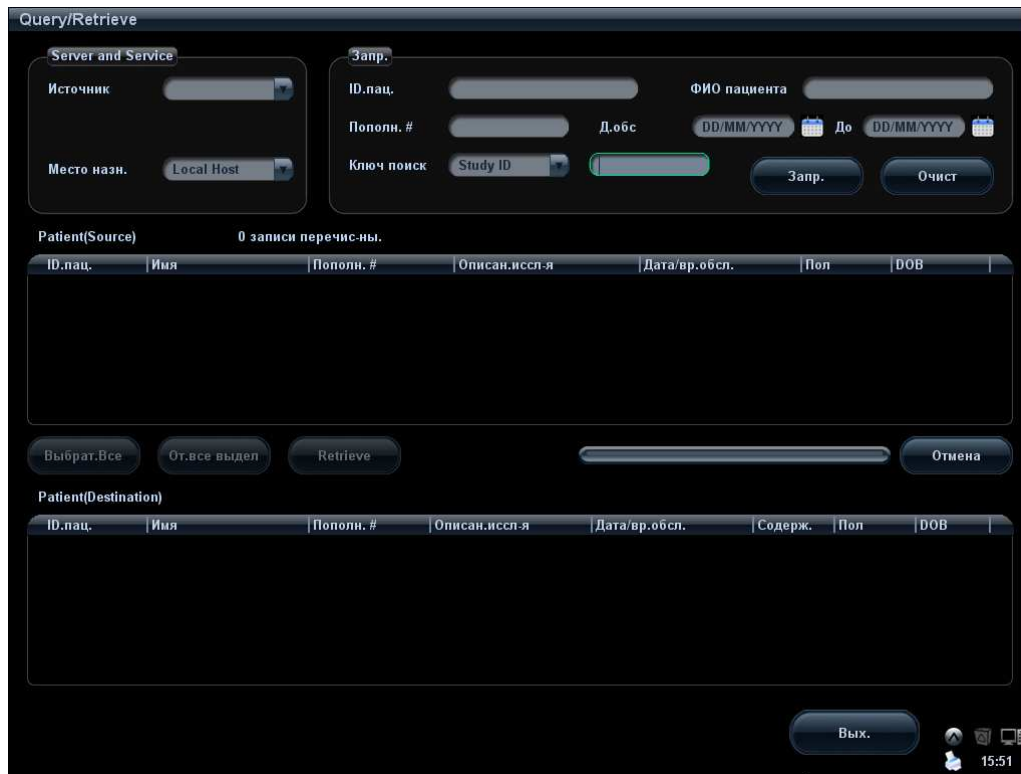 Query/Retrieve
Server and Service
Запр.
Источник
ID.пац.
ФИО пациента
Пополн. #
Д.обс
DD/MM/YYYY
До
DD/MM/YYYY
Место назн.
Local Host
Ключ поиск
Study ID
Запр.
Очист
Patient(Source)
0 записи перечис-ны.
ID.пац. Имя Пополн. # Описан.иссл-я Дата/вр.обсл. Пол DOB
Выбрат.Все
От.все выдел
Retrieve
Отмена
Patient(Destination)
ID.пац. Имя Пополн. # Описан.иссл-я Дата/вр.обсл. Содерж. Пол DOB
Вых.
15:51